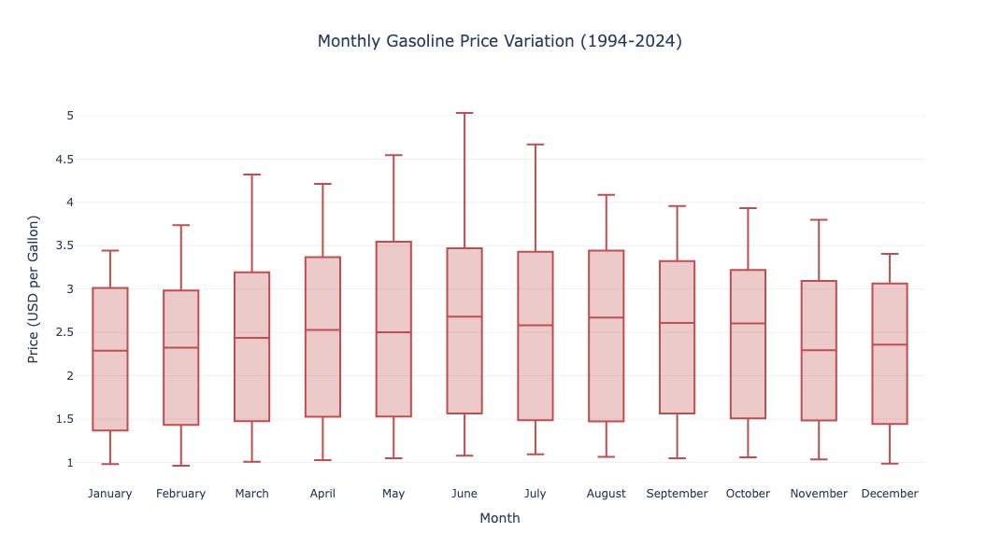 Monthly Gasoline Price Variation (1994-2024)
Price (USD per Gallon)
5
4.5
4
3.5
3
2.5
2
1.5
1
January February March April May June July August September October November December
Month